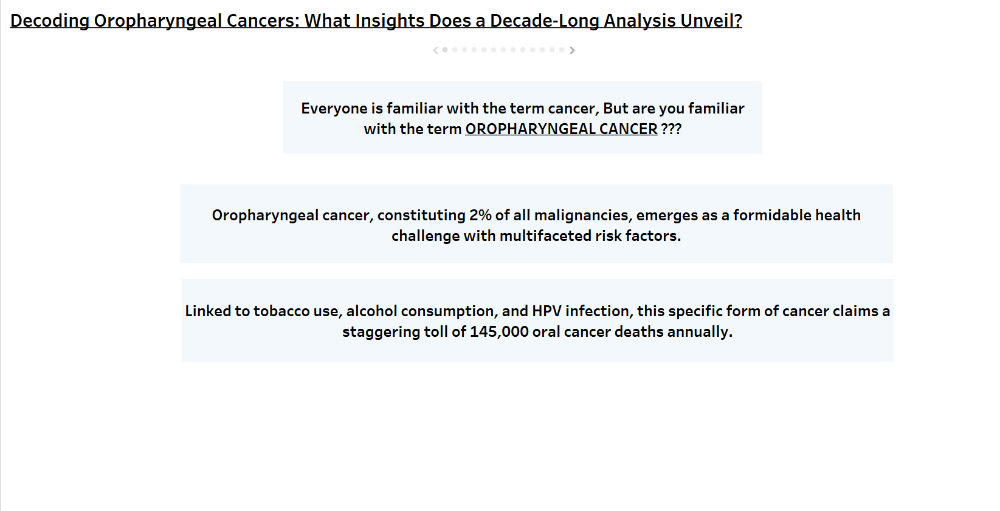 Decoding Oropharyngeal Cancers: What Insights Does a Decade-Long Analysis Unveil?
Everyone is familiar with the term cancer, But are you familiar
with the term OROPHARYNGEAL CANCER ???
Oropharyngeal cancer, constituting 2% of all malignancies, emerges as a formidable health
challenge with multifaceted risk factors.
Linked to tobacco use, alcohol consumption, and HPV infection, this specific form of cancer claims a
staggering toll of 145,000 oral cancer deaths annually.